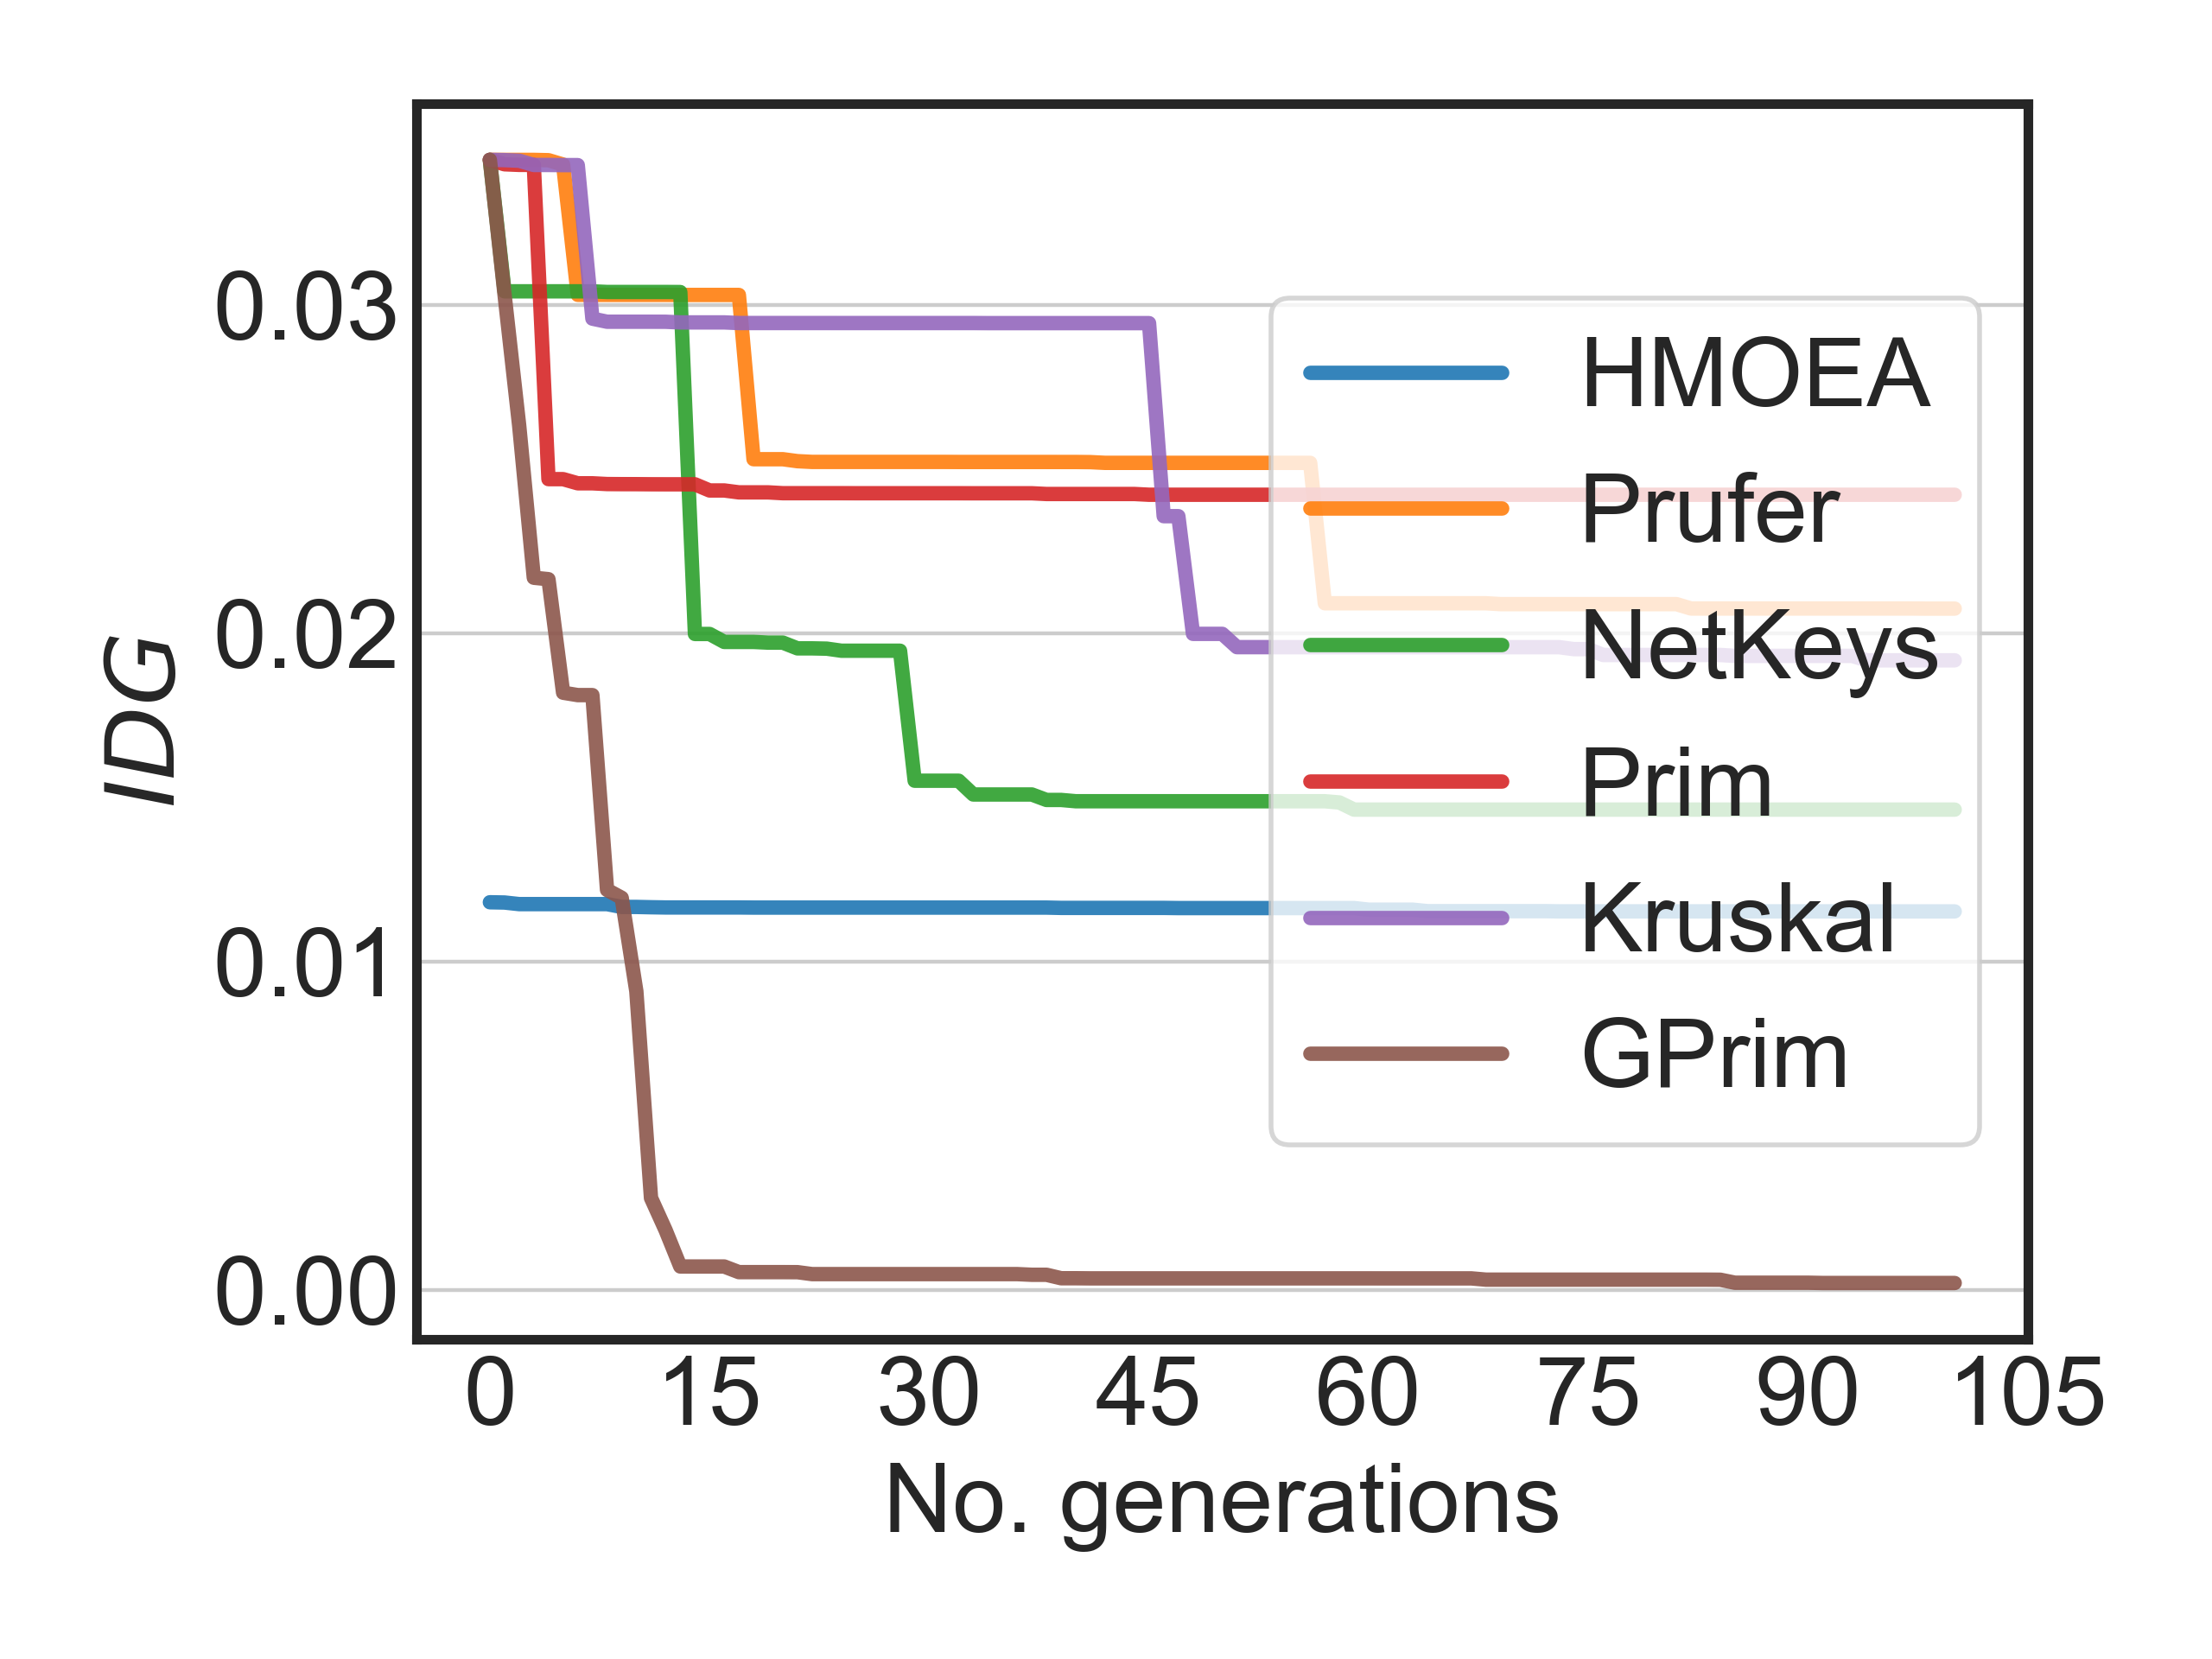 IDG
0.03
0.02
0.01
0.00
0 15 30 45 60 75 90 105
No. generations
HMOEA
Prufer
NetKeys
Prim
Kruskal
GPrim